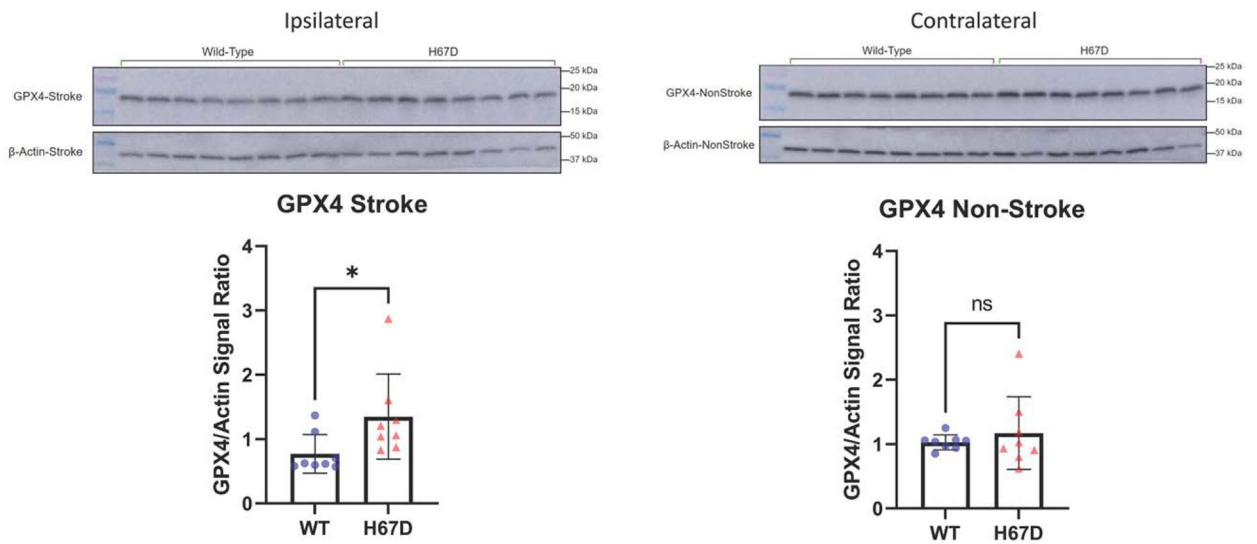 Ipsilateral
Wild-Type H67D
GPX4-Stroke
25 kDa
20 kDa
15 kDa
β-Actin-Stroke
50 kDa
37 kDa
GPX4 Stroke
GPX4/Actin Signal Ratio
4
3
2
1
0
*
WT H67D
Contralateral
Wild-Type H67D
GPX4-NonStroke
25 kDa
20 kDa
15 kDa
β-Actin-NonStroke
50 kDa
37 kDa
GPX4 Non-Stroke
GPX4/Actin Signal Ratio
4
3
2
1
0
ns
WT H67D